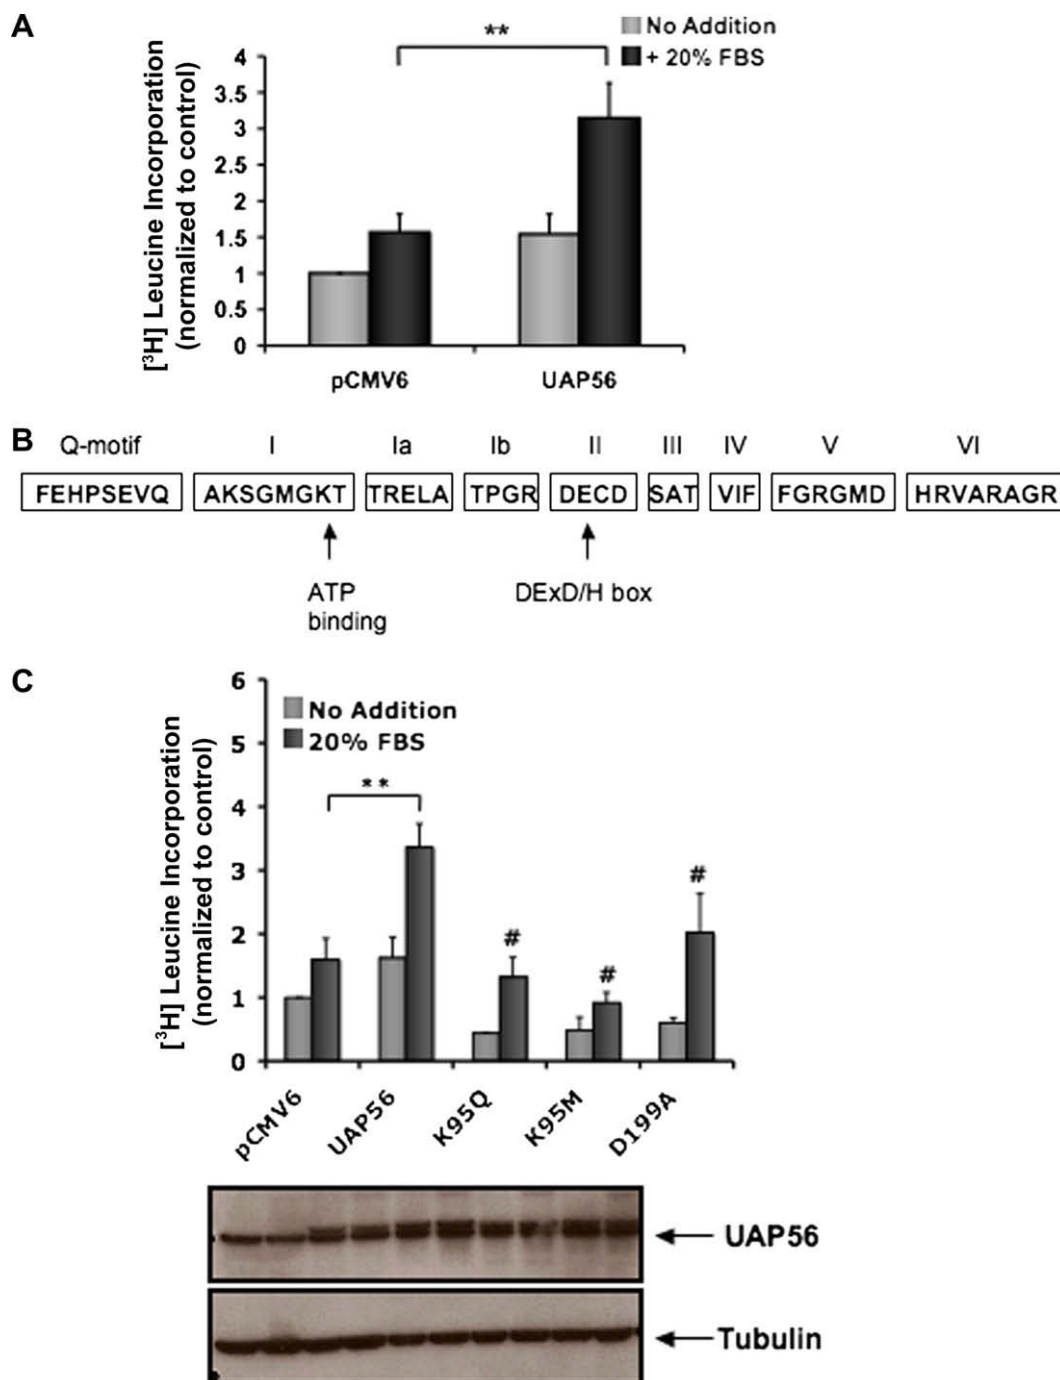 A
No Addition
+ 20% FBS
**
[³H] Leucine Incorporation
(normalized to control)
4
3.5
3
2.5
2
1.5
1
0.5
0
pCMV6 UAP56
B
Q-motif I Ia Ib II III IV V VI
FEHPSEVQ AKSGMGKT TRELA TPGR DECD SAT VIF FGRGMD HRVARAGR
ATP DExD/H box
binding
C
No Addition
20% FBS
[³H] Leucine Incorporation
(normalized to control)
6
5
4
3
2
1
0
**
#
#
#
pCMV6 UAP56 K95Q K95M D199A
UAP56
Tubulin